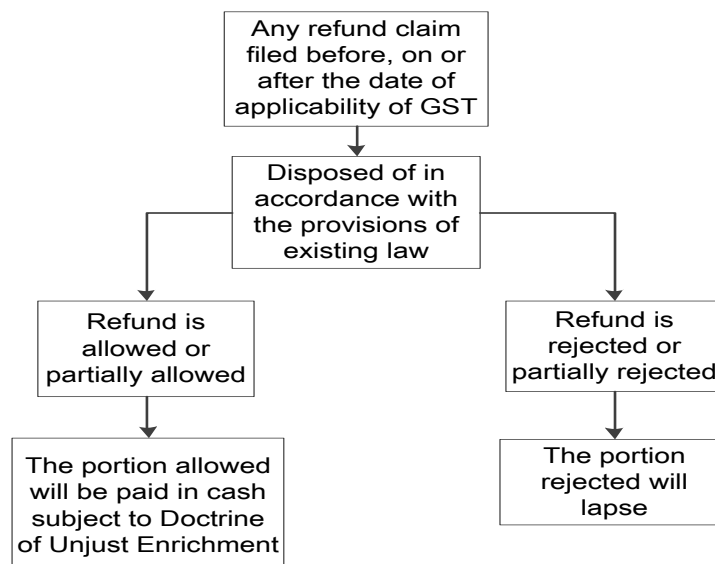 Any refund claim
filed before, on or
after the date of
applicability of GST
Disposed of in
accordance with
the provisions of
existing law
Refund is
allowed or
partially allowed
Refund is
rejected or
partially rejected
The portion allowed
will be paid in cash
subject to Doctrine
of Unjust Enrichment
The portion
rejected will
lapse